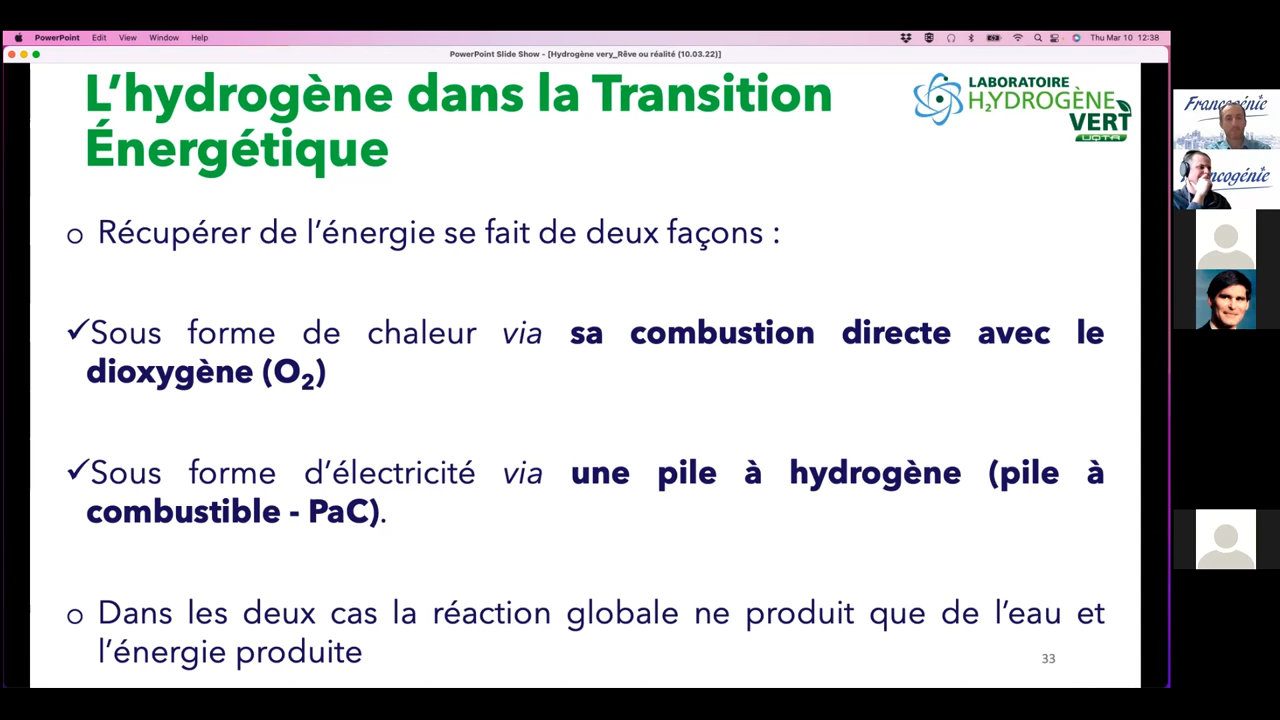 PowerPoint Edit View Window Help Thu Mar 10 12:38
PowerPoint Slide Show - [Hydrogène very_Rêve ou réalité (10.03.22)]
L’hydrogène dans la Transition
Énergétique
LABORATOIRE
H2YDROGÈNE
VERT
UQTR
Francogénie
ncogénie
o Récupérer de l’énergie se fait de deux façons :
✓Sous forme de chaleur via sa combustion directe avec le
dioxygène (O₂)
✓Sous forme d’électricité via une pile à hydrogène (pile à
combustible - PaC).
o Dans les deux cas la réaction globale ne produit que de l’eau et
l’énergie produite
33